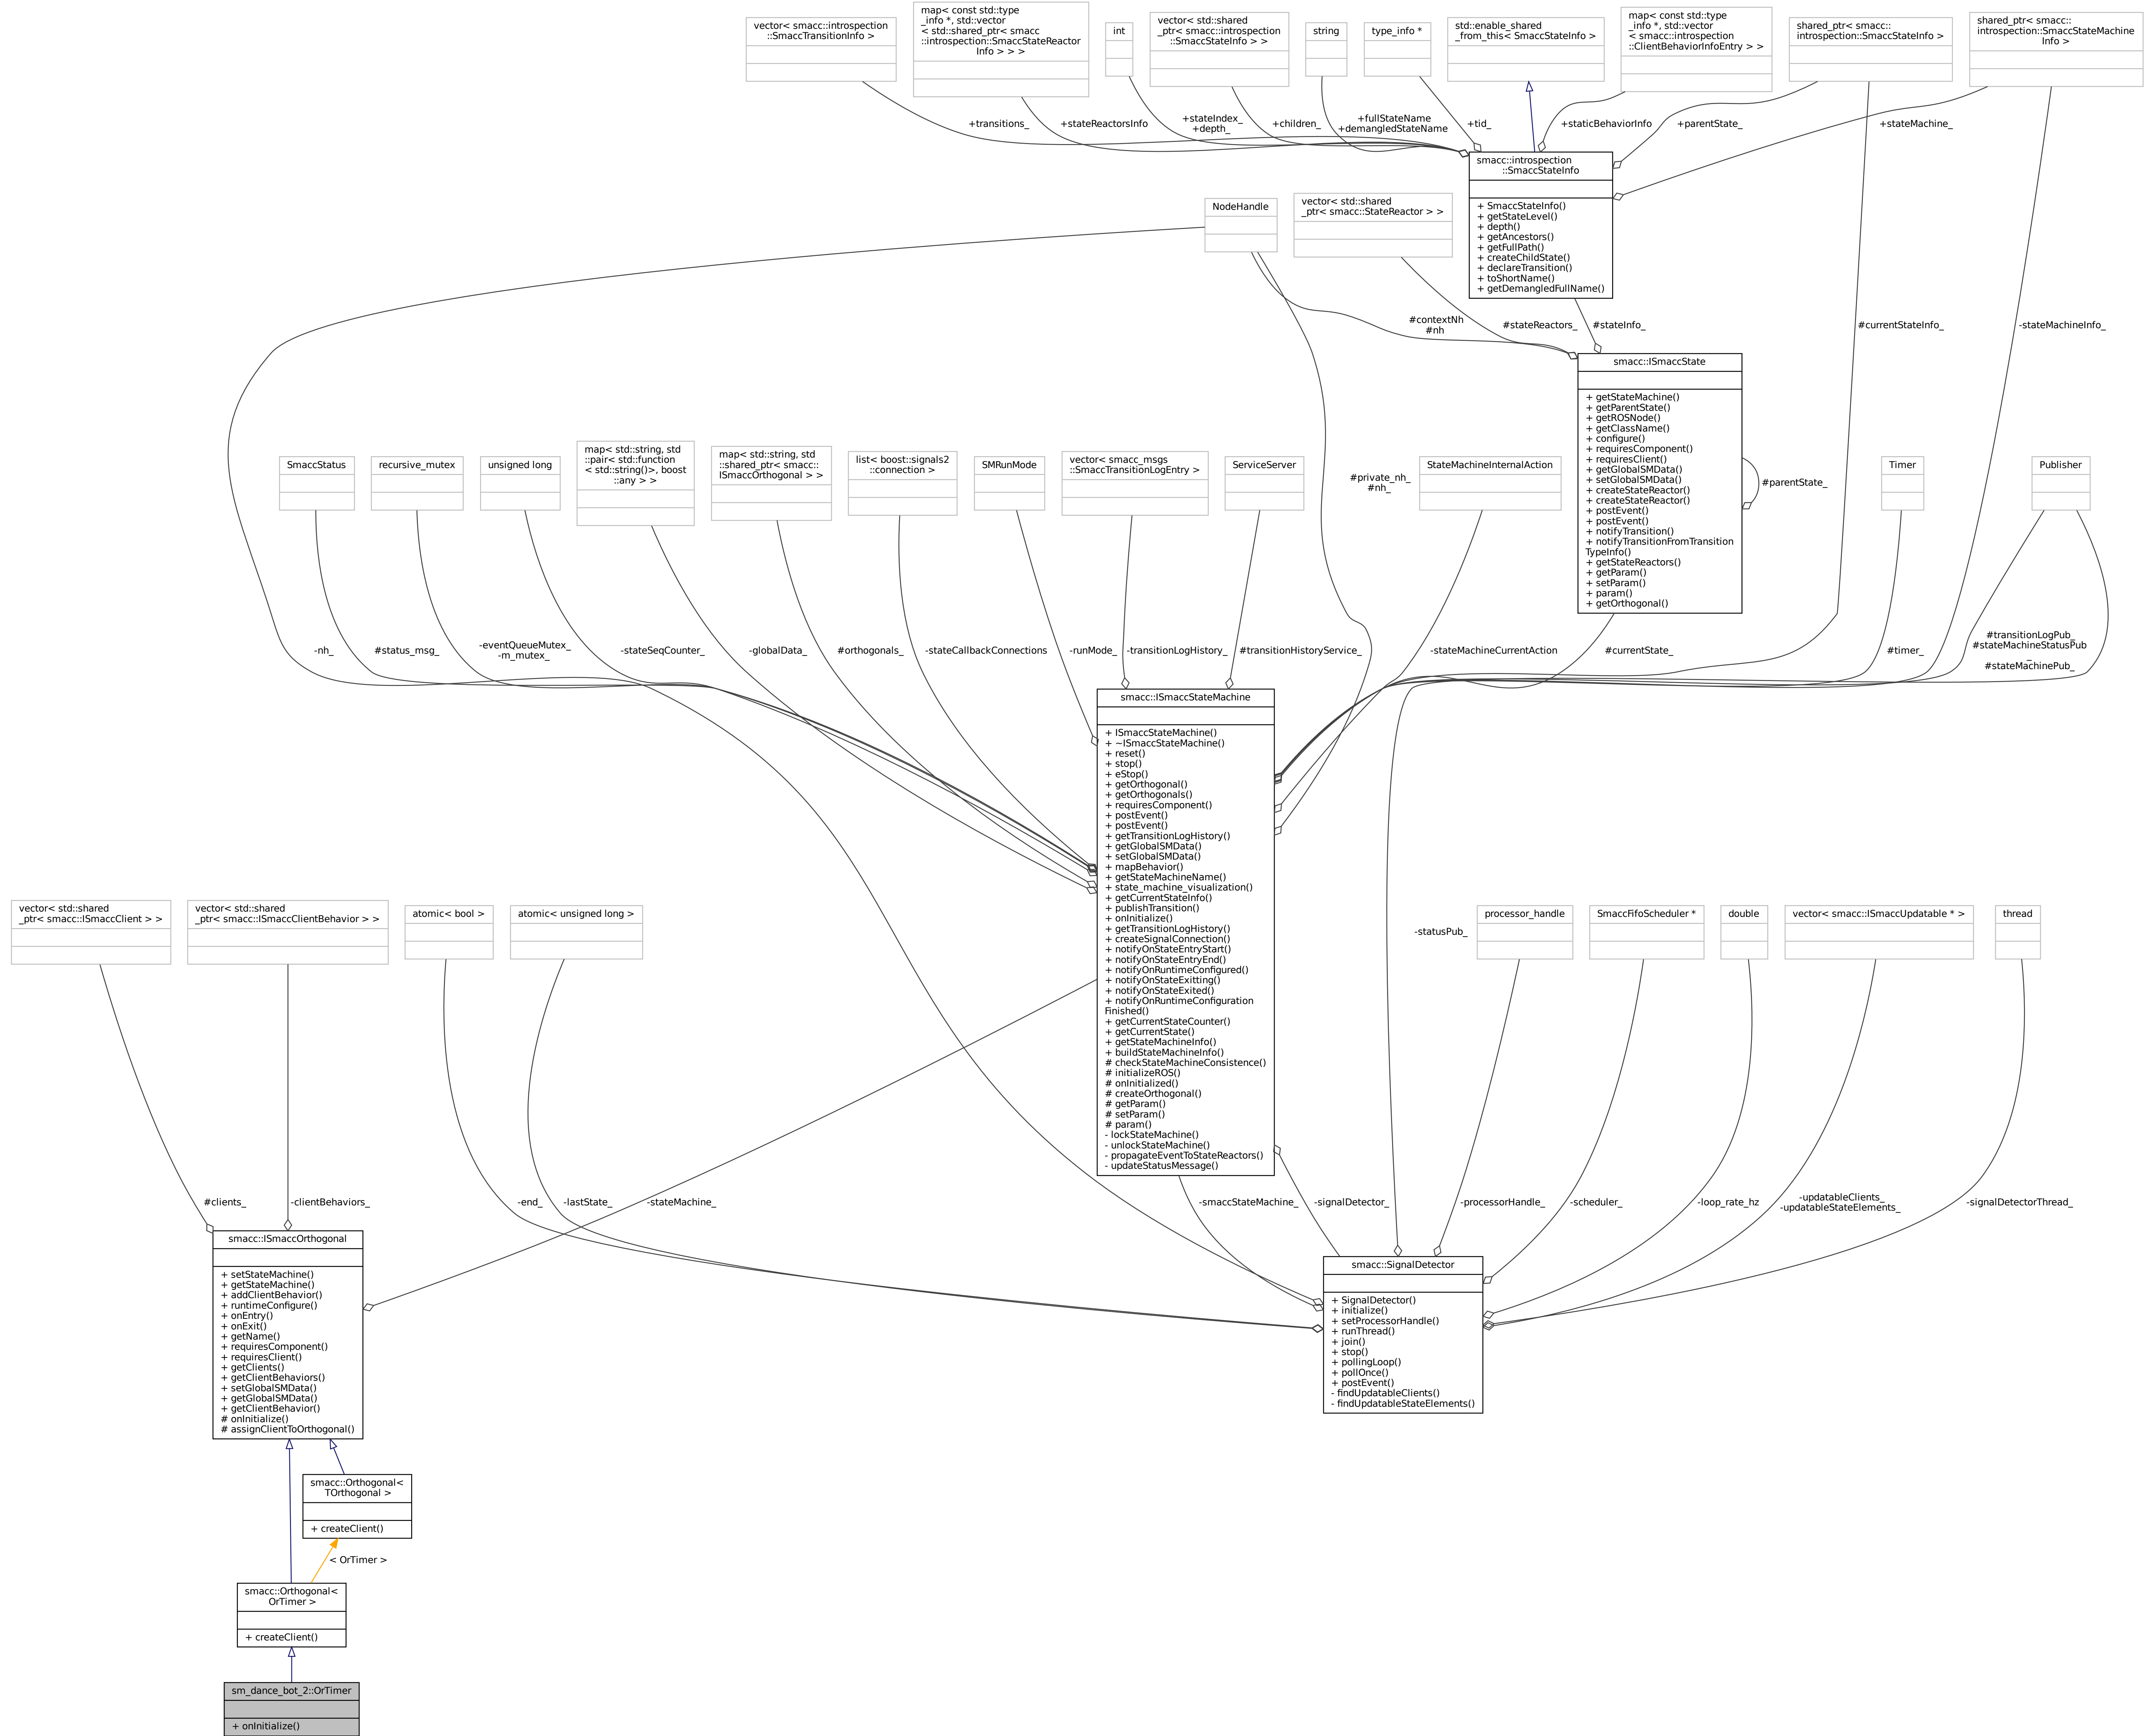 vector< smacc::introspection
::SmaccTransitionInfo >
map< const std::type
_info *, std::vector
< std::shared_ptr< smacc
::introspection::SmaccStateReactor
Info > > >
int
vector< std::shared
_ptr< smacc::introspection
::SmaccStateInfo > >
string
type_info *
std::enable_shared
_from_this< SmaccStateInfo >
map< const std::type
_info *, std::vector
< smacc::introspection
::ClientBehaviorInfoEntry > >
shared_ptr< smacc::
introspection::SmaccStateInfo >
shared_ptr< smacc::
introspection::SmaccStateMachine
Info >
+transitions_
+stateReactorsInfo
+stateIndex_
+depth_
+children_
+fullStateName
+demangledStateName
+tid_
+staticBehaviorInfo
+parentState_
+stateMachine_
smacc::introspection
::SmaccStateInfo
+ SmaccStateInfo()
+ getStateLevel()
+ depth()
+ getAncestors()
+ getFullPath()
+ createChildState()
+ declareTransition()
+ toShortName()
+ getDemangledFullName()
NodeHandle
vector< std::shared
_ptr< smacc::StateReactor > >
#contextNh
#nh
#stateReactors_
#stateInfo_
#currentStateInfo_
-stateMachineInfo_
smacc::ISmaccState
+ getStateMachine()
+ getParentState()
+ getROSNode()
+ getClassName()
+ configure()
+ requiresComponent()
+ requiresClient()
+ getGlobalSMData()
+ setGlobalSMData()
+ createStateReactor()
+ createStateReactor()
+ postEvent()
+ postEvent()
+ notifyTransition()
+ notifyTransitionFromTransition
TypeInfo()
+ getStateReactors()
+ getParam()
+ setParam()
+ param()
+ getOrthogonal()
#parentState_
SmaccStatus
recursive_mutex
unsigned long
map< std::string, std
::pair< std::function
< std::string()>, boost
::any > >
map< std::string, std
::shared_ptr< smacc::
ISmaccOrthogonal > >
list< boost::signals2
::connection >
SMRunMode
vector< smacc_msgs
::SmaccTransitionLogEntry >
ServiceServer
#private_nh_
#nh_
StateMachineInternalAction
Timer
Publisher
-nh_
#status_msg_
-eventQueueMutex_
-m_mutex_
-stateSeqCounter_
-globalData_
#orthogonals_
-stateCallbackConnections
-runMode_
-transitionLogHistory_
#transitionHistoryService_
-stateMachineCurrentAction
#currentState_
#timer_
#transitionLogPub_
#stateMachineStatusPub
_
#stateMachinePub_
smacc::ISmaccStateMachine
+ ISmaccStateMachine()
+ ~ISmaccStateMachine()
+ reset()
+ stop()
+ eStop()
+ getOrthogonal()
+ getOrthogonals()
+ requiresComponent()
+ postEvent()
+ postEvent()
+ getTransitionLogHistory()
+ getGlobalSMData()
+ setGlobalSMData()
+ mapBehavior()
+ getStateMachineName()
+ state_machine_visualization()
+ getCurrentStateInfo()
+ publishTransition()
+ onInitialize()
+ getTransitionLogHistory()
+ createSignalConnection()
+ notifyOnStateEntryStart()
+ notifyOnStateEntryEnd()
+ notifyOnRuntimeConfigured()
+ notifyOnStateExitting()
+ notifyOnStateExited()
+ notifyOnRuntimeConfiguration
Finished()
+ getCurrentStateCounter()
+ getCurrentState()
+ getStateMachineInfo()
+ buildStateMachineInfo()
# checkStateMachineConsistence()
# initializeROS()
# onInitialized()
# createOrthogonal()
# getParam()
# setParam()
# param()
- lockStateMachine()
- unlockStateMachine()
- propagateEventToStateReactors()
- updateStatusMessage()
vector< std::shared
_ptr< smacc::ISmaccClient > >
vector< std::shared
_ptr< smacc::ISmaccClientBehavior > >
atomic< bool >
atomic< unsigned long >
-statusPub_
processor_handle
SmaccFifoScheduler *
double
vector< smacc::ISmaccUpdatable * >
thread
#clients_
-clientBehaviors_
-end_
-lastState_
-stateMachine_
-smaccStateMachine_
-signalDetector_
-processorHandle_
-scheduler_
-loop_rate_hz
-updatableClients_
-updatableStateElements_
-signalDetectorThread_
smacc::ISmaccOrthogonal
+ setStateMachine()
+ getStateMachine()
+ addClientBehavior()
+ runtimeConfigure()
+ onEntry()
+ onExit()
+ getName()
+ requiresComponent()
+ requiresClient()
+ getClients()
+ getClientBehaviors()
+ setGlobalSMData()
+ getGlobalSMData()
+ getClientBehavior()
# onInitialize()
# assignClientToOrthogonal()
smacc::SignalDetector
+ SignalDetector()
+ initialize()
+ setProcessorHandle()
+ runThread()
+ join()
+ stop()
+ pollingLoop()
+ pollOnce()
+ postEvent()
- findUpdatableClients()
- findUpdatableStateElements()
smacc::Orthogonal<
TOrthogonal >
+ createClient()
< OrTimer >
smacc::Orthogonal<
OrTimer >
+ createClient()
sm_dance_bot_2::OrTimer
+ onInitialize()